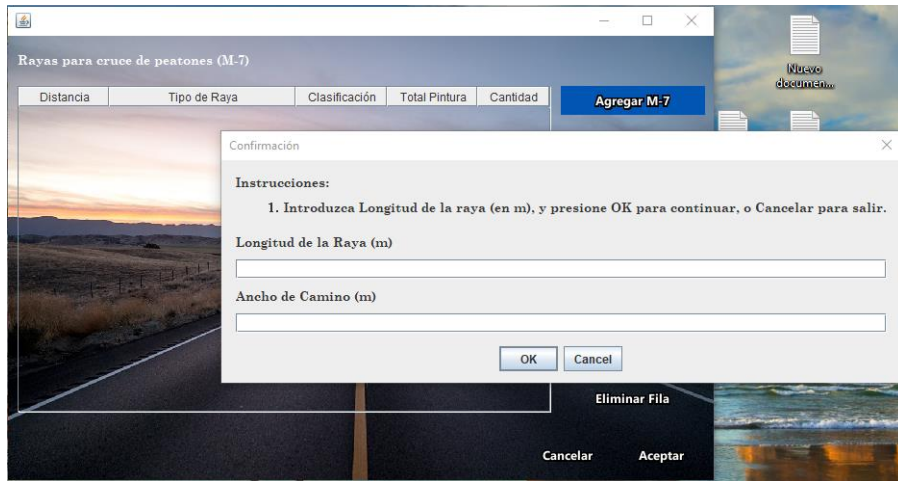 Rayas para cruce de peatones (M-7)
Distancia Tipo de Raya Clasificación Total Pintura Cantidad
Agregar M-7
Nuevo
documen...
Confirmación
Instrucciones:
1. Introduzca Longitud de la raya (en m), y presione OK para continuar, o Cancelar para salir.
Longitud de la Raya (m)
Ancho de Camino (m)
OK Cancel
Eliminar Fila
Cancelar Aceptar